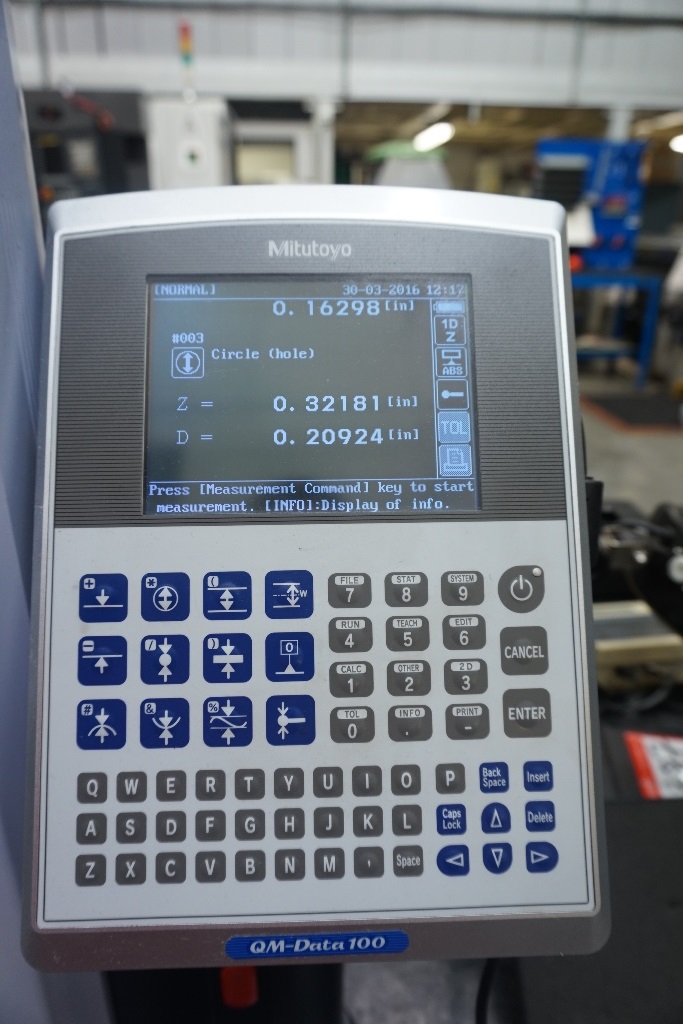 Mitutoyo
[NORMAL] 30-03-2016 12:17
0.16298[in]
1D
Z
#003
Circle (hole)
ABS
Z = 0.32181[in]
D = 0.20924[in]
TOL
Press [Measurement Command] key to start
measurement. [INFO]:Display of info.
+ * ( W
FILE STAT SYSTEM
7 8 9
- / ) 0
RUN TEACH EDIT
4 5 6
CANCEL
CALC OTHER 2D
1 2 3
# & %
TOL INFO PRINT
0 . -
ENTER
Q W E R T Y U I O P Back Space Insert
A S D F G H J K L Caps Lock Delete
Z X C V B N M , Space
QM-Data 100